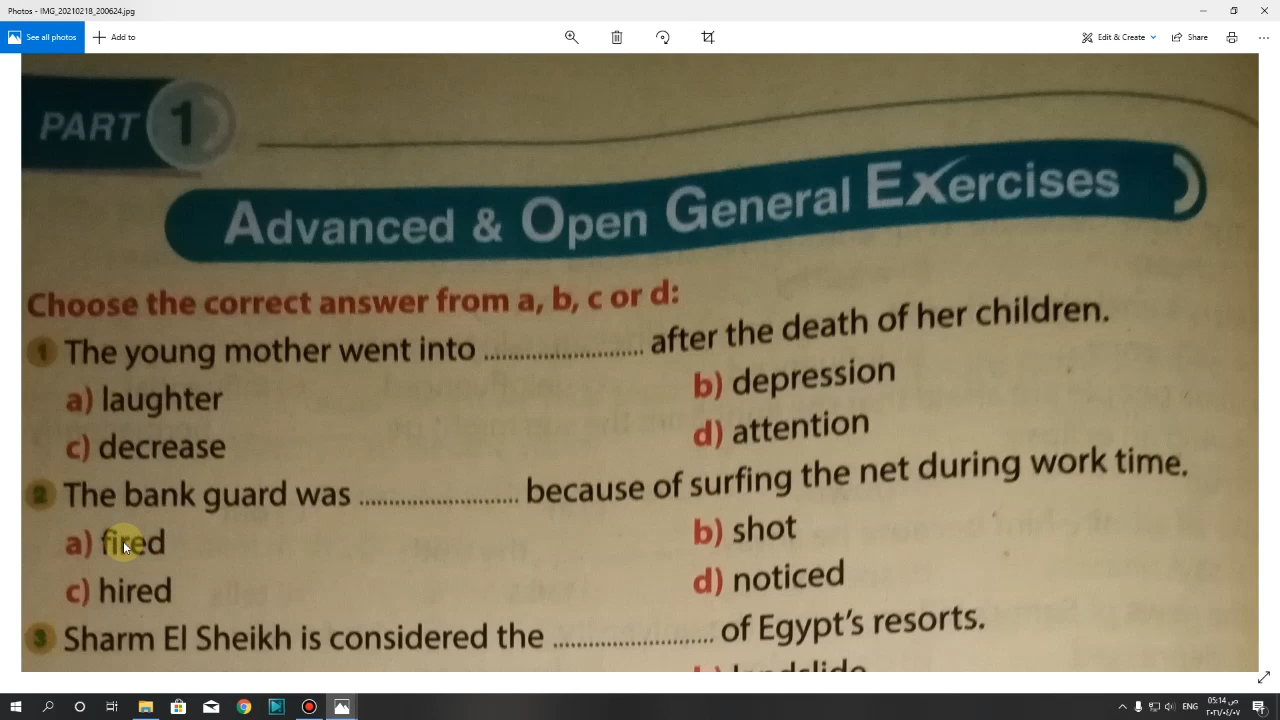 Photos - IMG_20210218_200624.jpg
See all photos
Add to
Edit & Create
Share
PART 1
Advanced & Open General Exercises
Choose the correct answer from a, b, c or d:
1 The young mother went into ........................ after the death of her children.
a) laughter
b) depression
c) decrease
d) attention
2 The bank guard was ........................ because of surfing the net during work time.
a) fired
b) shot
c) hired
d) noticed
3 Sharm El Sheikh is considered the ........................ of Egypt's resorts.
ENG
05:14 ص